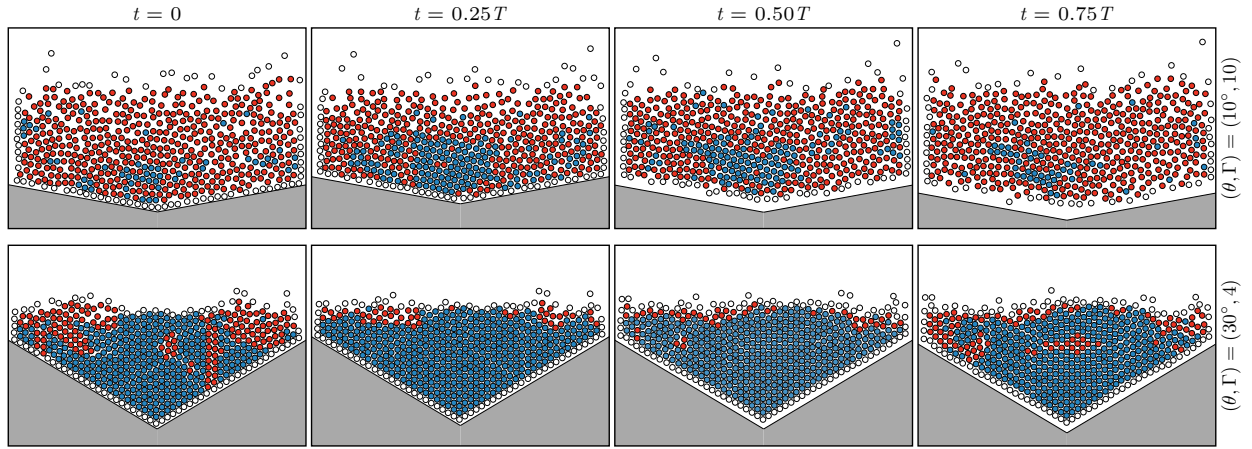 t = 0
t = 0.25T
t = 0.50T
t = 0.75T
(θ, Γ) = (10°, 10)
(θ, Γ) = (30°, 4)